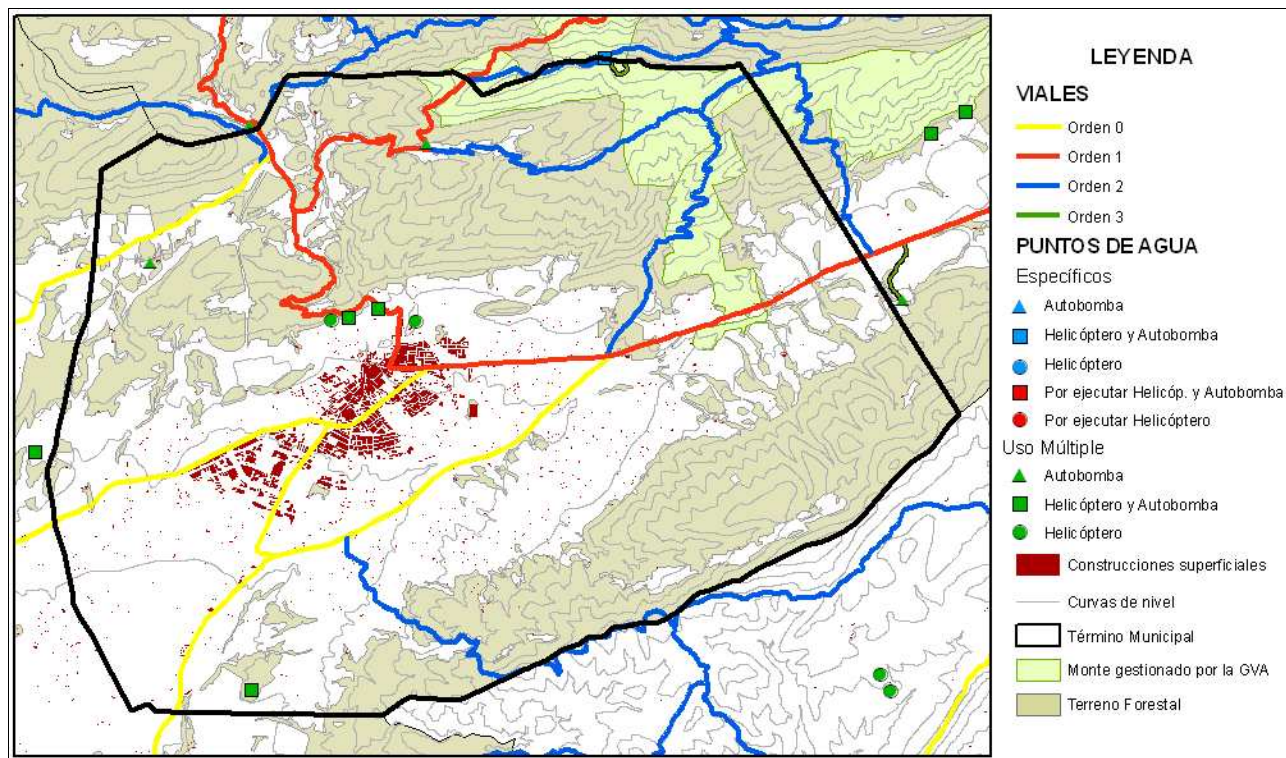 LEYENDA
VIALES
Orden 0
Orden 1
Orden 2
Orden 3
PUNTOS DE AGUA
Específicos
Autobomba
Helicóptero y Autobomba
Helicóptero
Por ejecutar Helicóp. y Autobomba
Por ejecutar Helicóptero
Uso Múltiple
Autobomba
Helicóptero y Autobomba
Helicóptero
Construcciones superficiales
Curvas de nivel
Término Municipal
Monte gestionado por la GVA
Terreno Forestal